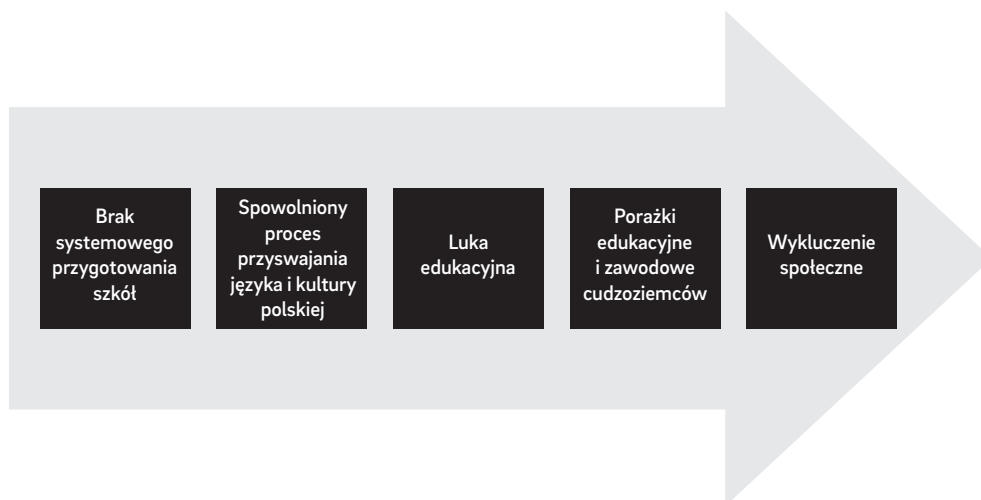 Brak
systemowego
przygotowania
szkół
Spowolniony
proces
przyswajania
języka i kultury
polskiej
Luka
edukacyjna
Porażki
edukacyjne
i zawodowe
cudzoziemców
Wykluczenie
społeczne